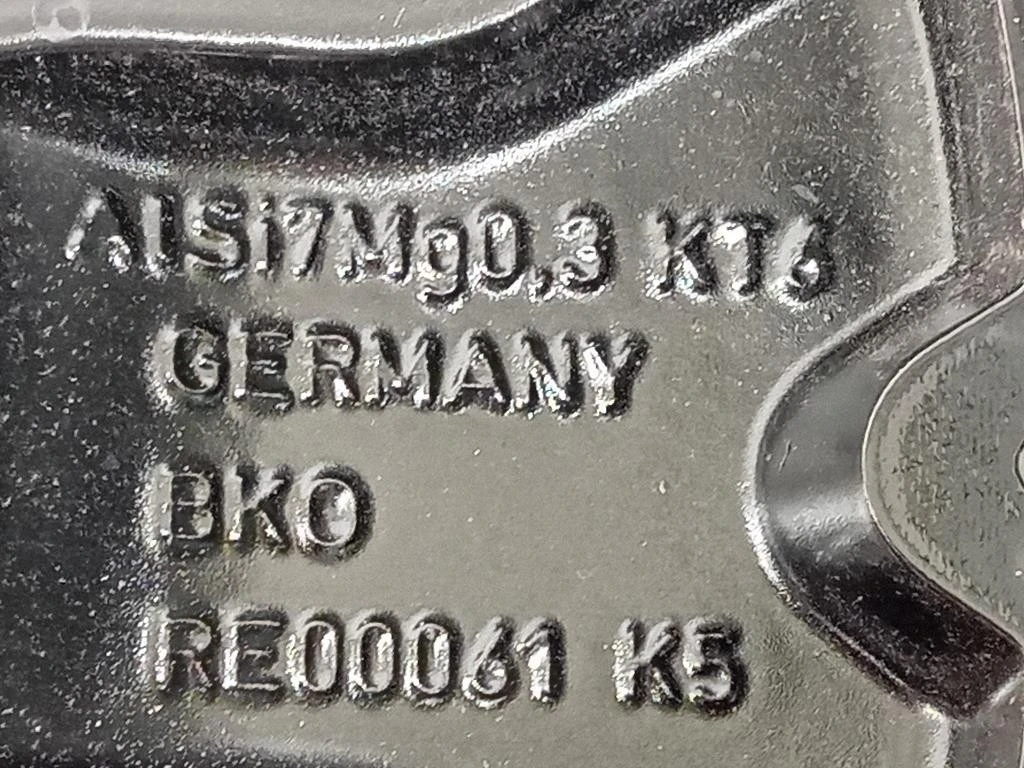 AlSi7Mg0,3 KT6
GERMANY
BKO
RE00061 K5